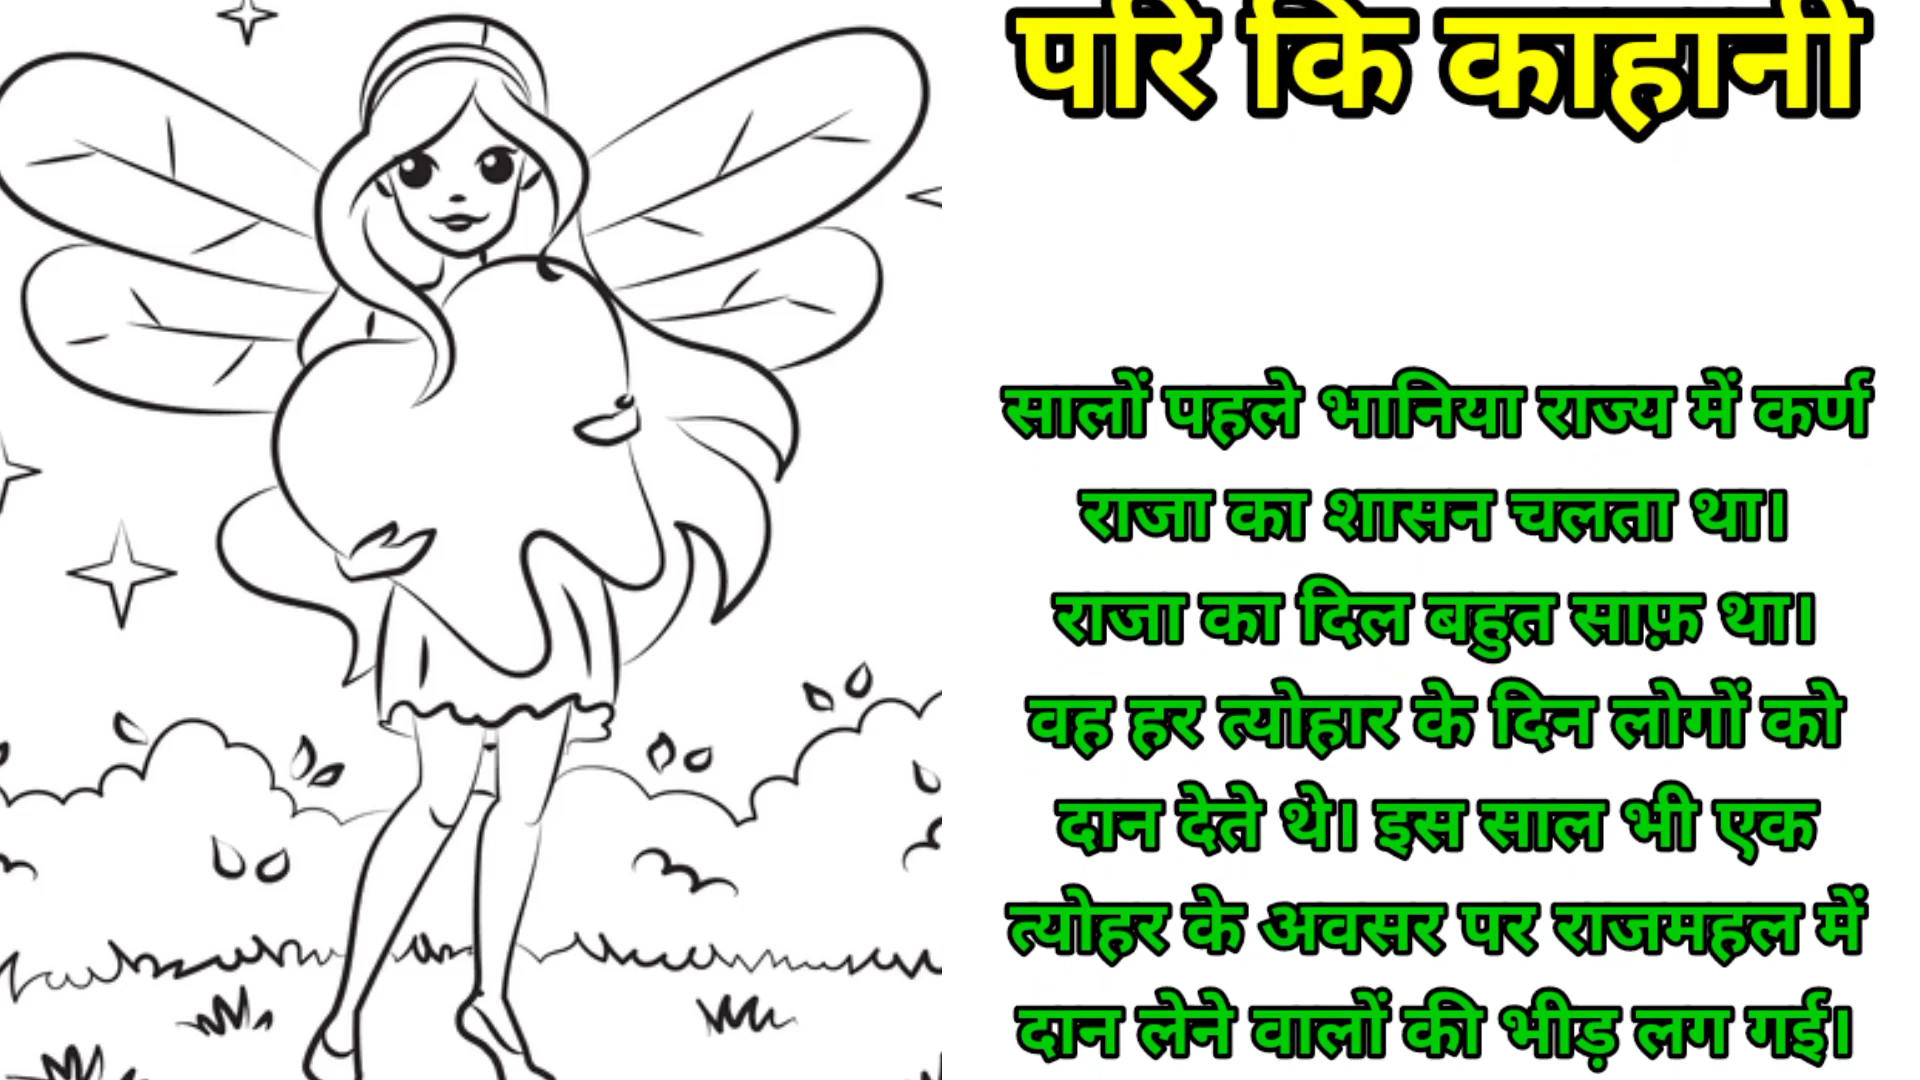 परि कि काहानी
सालों पहले भानिया राज्य में कर्ण
राजा का शासन चलता था।
राजा का दिल बहुत साफ़ था।
वह हर त्योहार के दिन लोगों को
दान देते थे। इस साल भी एक
त्योहर के अवसर पर राजमहल में
दान लेने वालों की भीड़ लग गई।